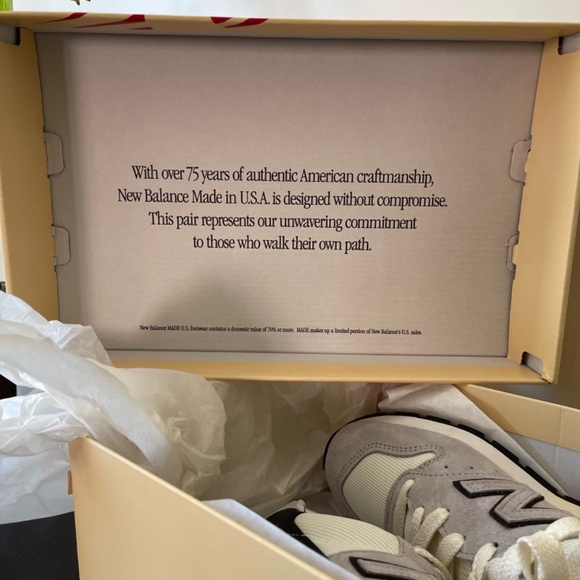 With over 75 years of authentic American craftmanship,
New Balance Made in U.S.A. is designed without compromise.
This pair represents our unwavering commitment
to those who walk their own path.
New Balance MADE U.S. footwear contains a domestic value of 70% or more. MADE makes up a limited portion of New Balance's U.S. sales.
N